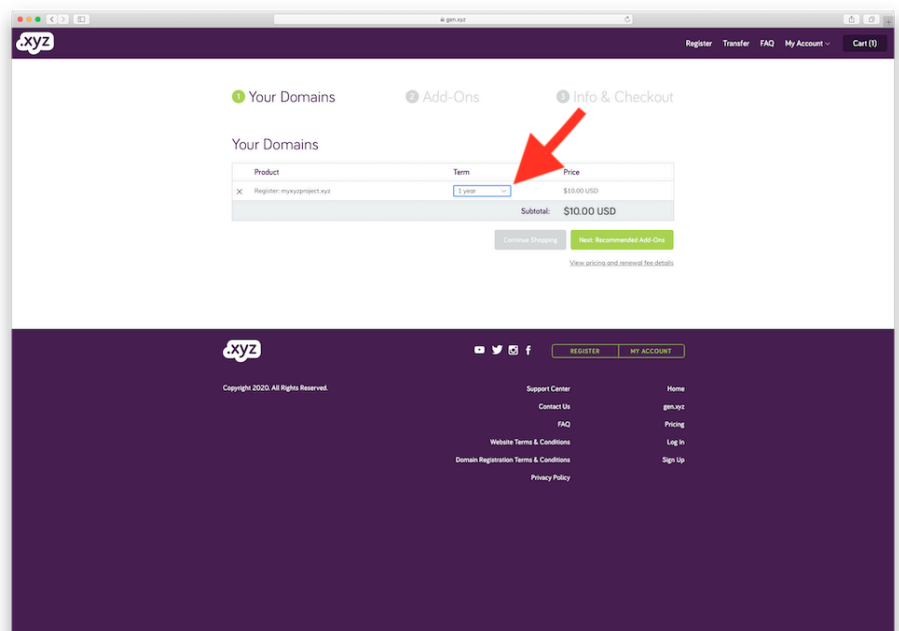 gen.xyz
.xyz
Register Transfer FAQ My Account Cart (1)
1 Your Domains 2 Add-Ons 3 Info & Checkout
Your Domains
Product Term Price
Register: myxyzproject.xyz 1 year $10.00 USD
Subtotal: $10.00 USD
Continue Shopping Next: Recommended Add-Ons
View pricing and renewal fee details
.xyz
REGISTER MY ACCOUNT
Copyright 2020. All Rights Reserved.
Support Center Home
Contact Us gen.xyz
FAQ Pricing
Website Terms & Conditions Log In
Domain Registration Terms & Conditions Sign Up
Privacy Policy